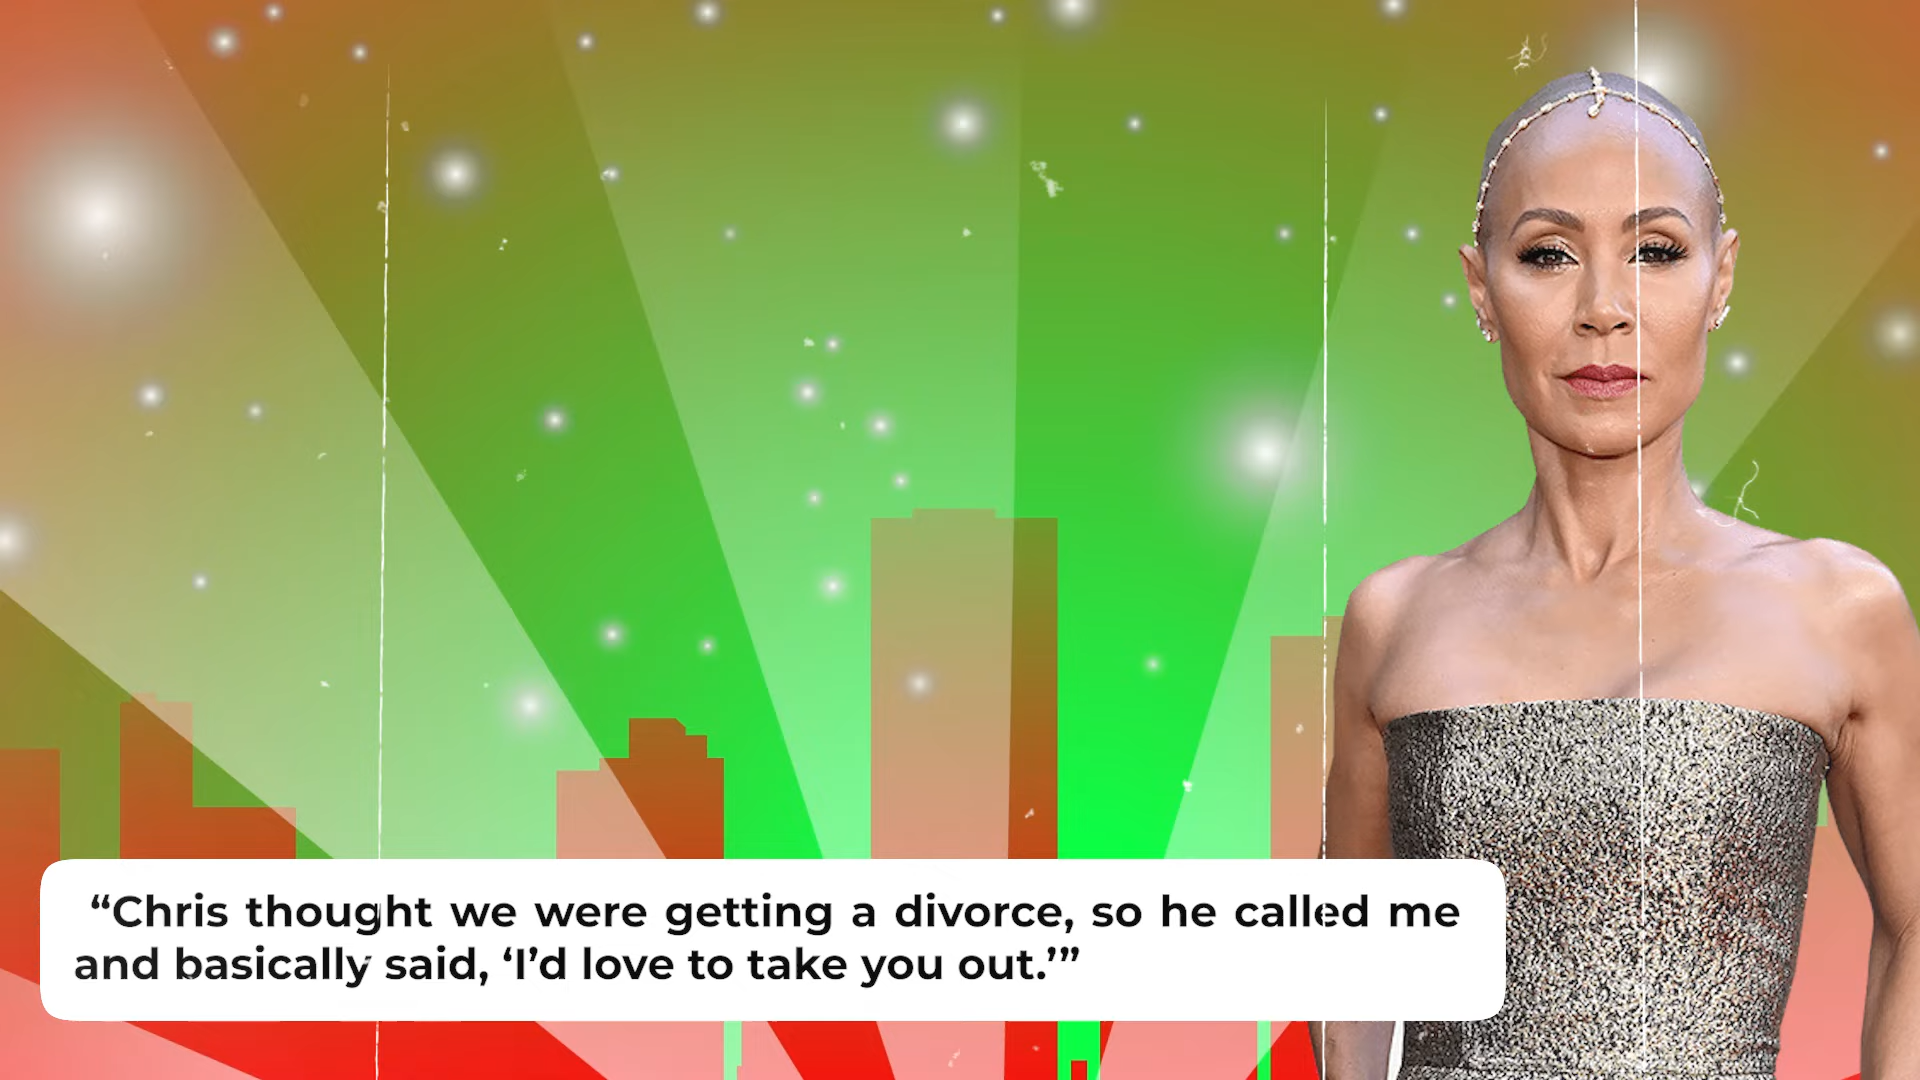 “Chris thought we were getting a divorce, so he called me
and basically said, ‘I’d love to take you out.’”